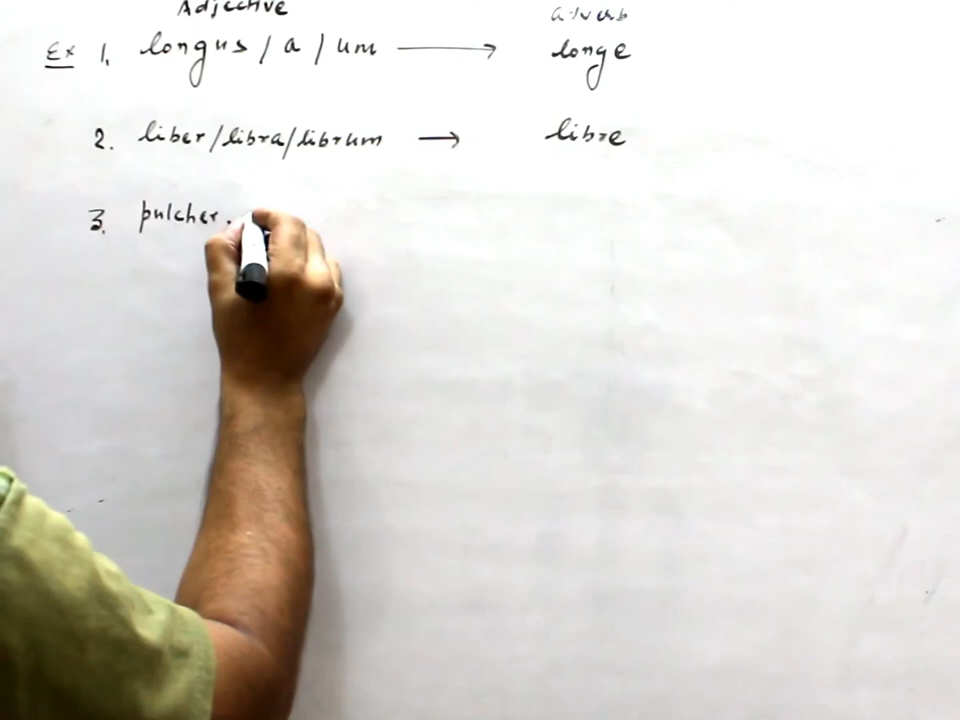 Adjective adverb
Ex 1. longus / a / um → longe
2. liber/libra/librum → libre
3. pulcher